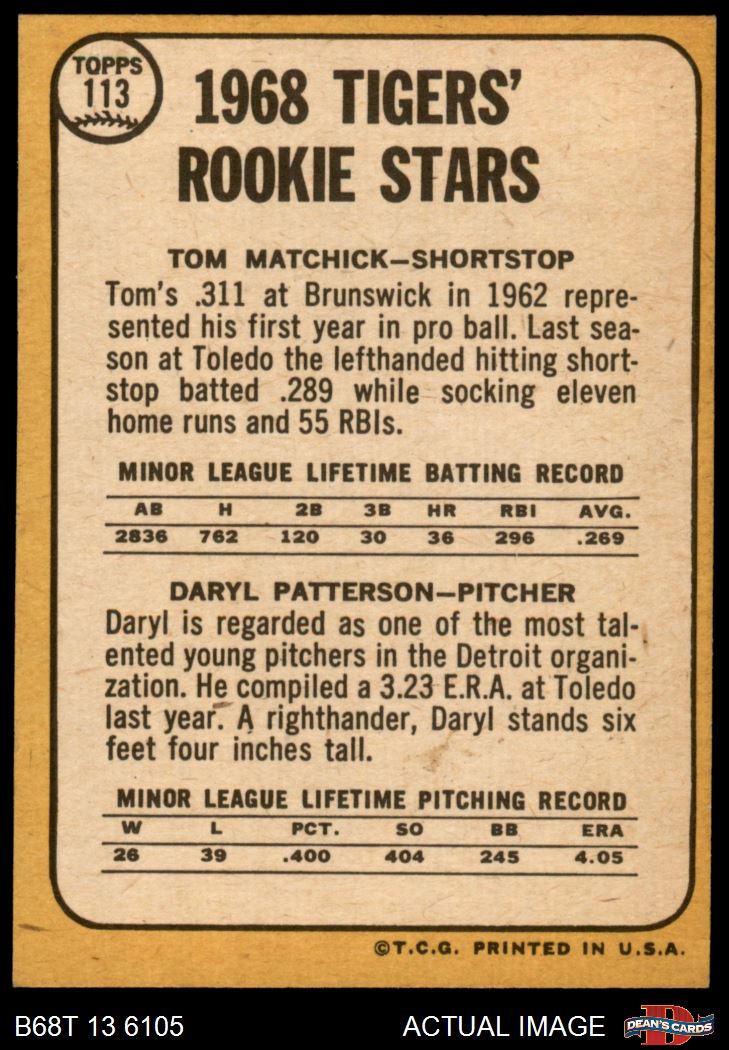 TOPPS
113
1968 TIGERS'
ROOKIE STARS
TOM MATCHICK—SHORTSTOP
Tom's .311 at Brunswick in 1962 repre-
sented his first year in pro ball. Last sea-
son at Toledo the lefthanded hitting short-
stop batted .289 while socking eleven
home runs and 55 RBIs.
MINOR LEAGUE LIFETIME BATTING RECORD
AB H 2B 3B HR RBI AVG.
2836 762 120 30 36 296 .269
DARYL PATTERSON—PITCHER
Daryl is regarded as one of the most tal-
ented young pitchers in the Detroit organi-
zation. He compiled a 3.23 E.R.A. at Toledo
last year. A righthander, Daryl stands six
feet four inches tall.
MINOR LEAGUE LIFETIME PITCHING RECORD
W L PCT. SO BB ERA
26 39 .400 404 245 4.05
©T.C.G. PRINTED IN U.S.A.
B68T 13 6105 ACTUAL IMAGE D DEAN'S CARDS